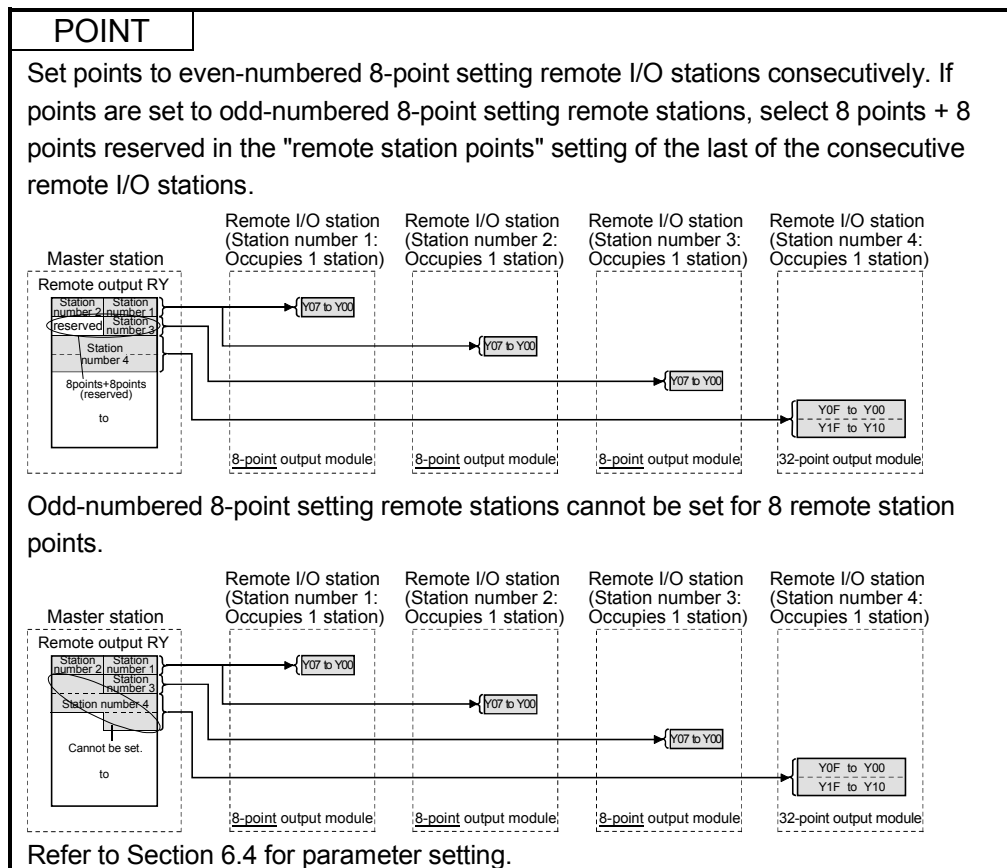 POINT
Set points to even-numbered 8-point setting remote I/O stations consecutively. If
points are set to odd-numbered 8-point setting remote stations, select 8 points + 8
points reserved in the "remote station points" setting of the last of the consecutive
remote I/O stations.
Remote I/O station
(Station number 1:
Occupies 1 station)
Remote I/O station
(Station number 2:
Occupies 1 station)
Remote I/O station
(Station number 3:
Occupies 1 station)
Remote I/O station
(Station number 4:
Occupies 1 station)
Master station
Remote output RY
Station
number 2
Station
number 1
reserved
Station
number 3
Station
number 4
8points+8points
(reserved)
to
Y07 to Y00
Y07 to Y00
Y07 to Y00
Y0F to Y00
Y1F to Y10
8-point output module
8-point output module
8-point output module
32-point output module
Odd-numbered 8-point setting remote stations cannot be set for 8 remote station
points.
Remote I/O station
(Station number 1:
Occupies 1 station)
Remote I/O station
(Station number 2:
Occupies 1 station)
Remote I/O station
(Station number 3:
Occupies 1 station)
Remote I/O station
(Station number 4:
Occupies 1 station)
Master station
Remote output RY
Station
number 2
Station
number 1
Station
number 3
Station number 4
Cannot be set.
to
Y07 to Y00
Y07 to Y00
Y07 to Y00
Y0F to Y00
Y1F to Y10
8-point output module
8-point output module
8-point output module
32-point output module
Refer to Section 6.4 for parameter setting.